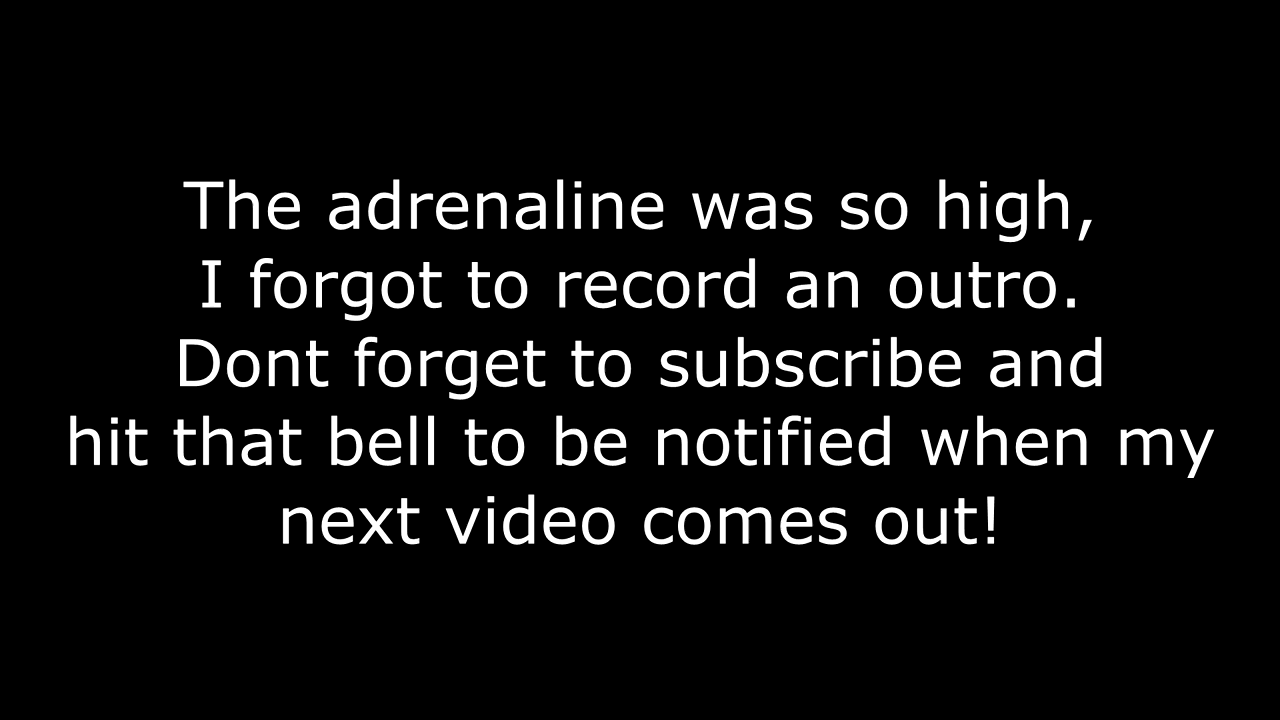 The adrenaline was so high,
I forgot to record an outro.
Dont forget to subscribe and
hit that bell to be notified when my
next video comes out!